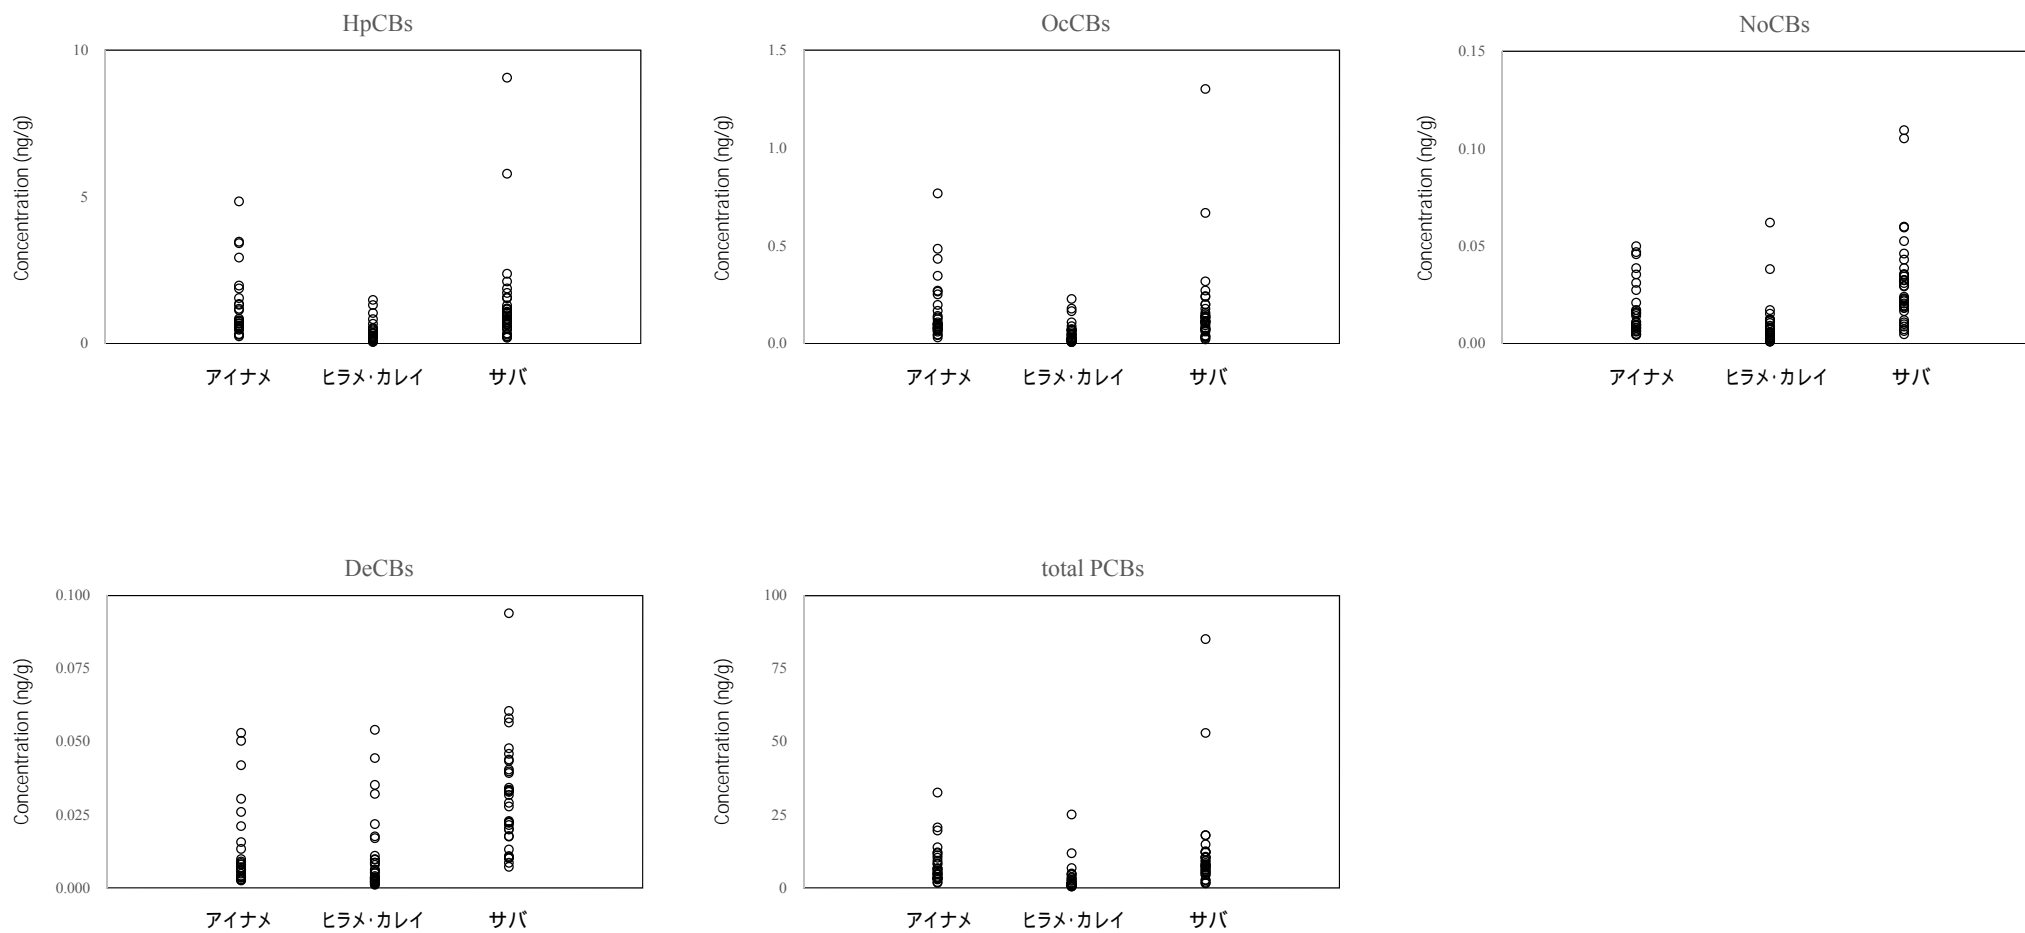 HpCBs
10
5
0
Concentration (ng/g)
アイナメ
ヒラメ・カレイ
サバ
OcCBs
1.5
1.0
0.5
0.0
Concentration (ng/g)
アイナメ
ヒラメ・カレイ
サバ
NoCBs
0.15
0.10
0.05
0.00
Concentration (ng/g)
アイナメ
ヒラメ・カレイ
サバ
DeCBs
0.100
0.075
0.050
0.025
0.000
Concentration (ng/g)
アイナメ
ヒラメ・カレイ
サバ
total PCBs
100
75
50
25
0
Concentration (ng/g)
アイナメ
ヒラメ・カレイ
サバ